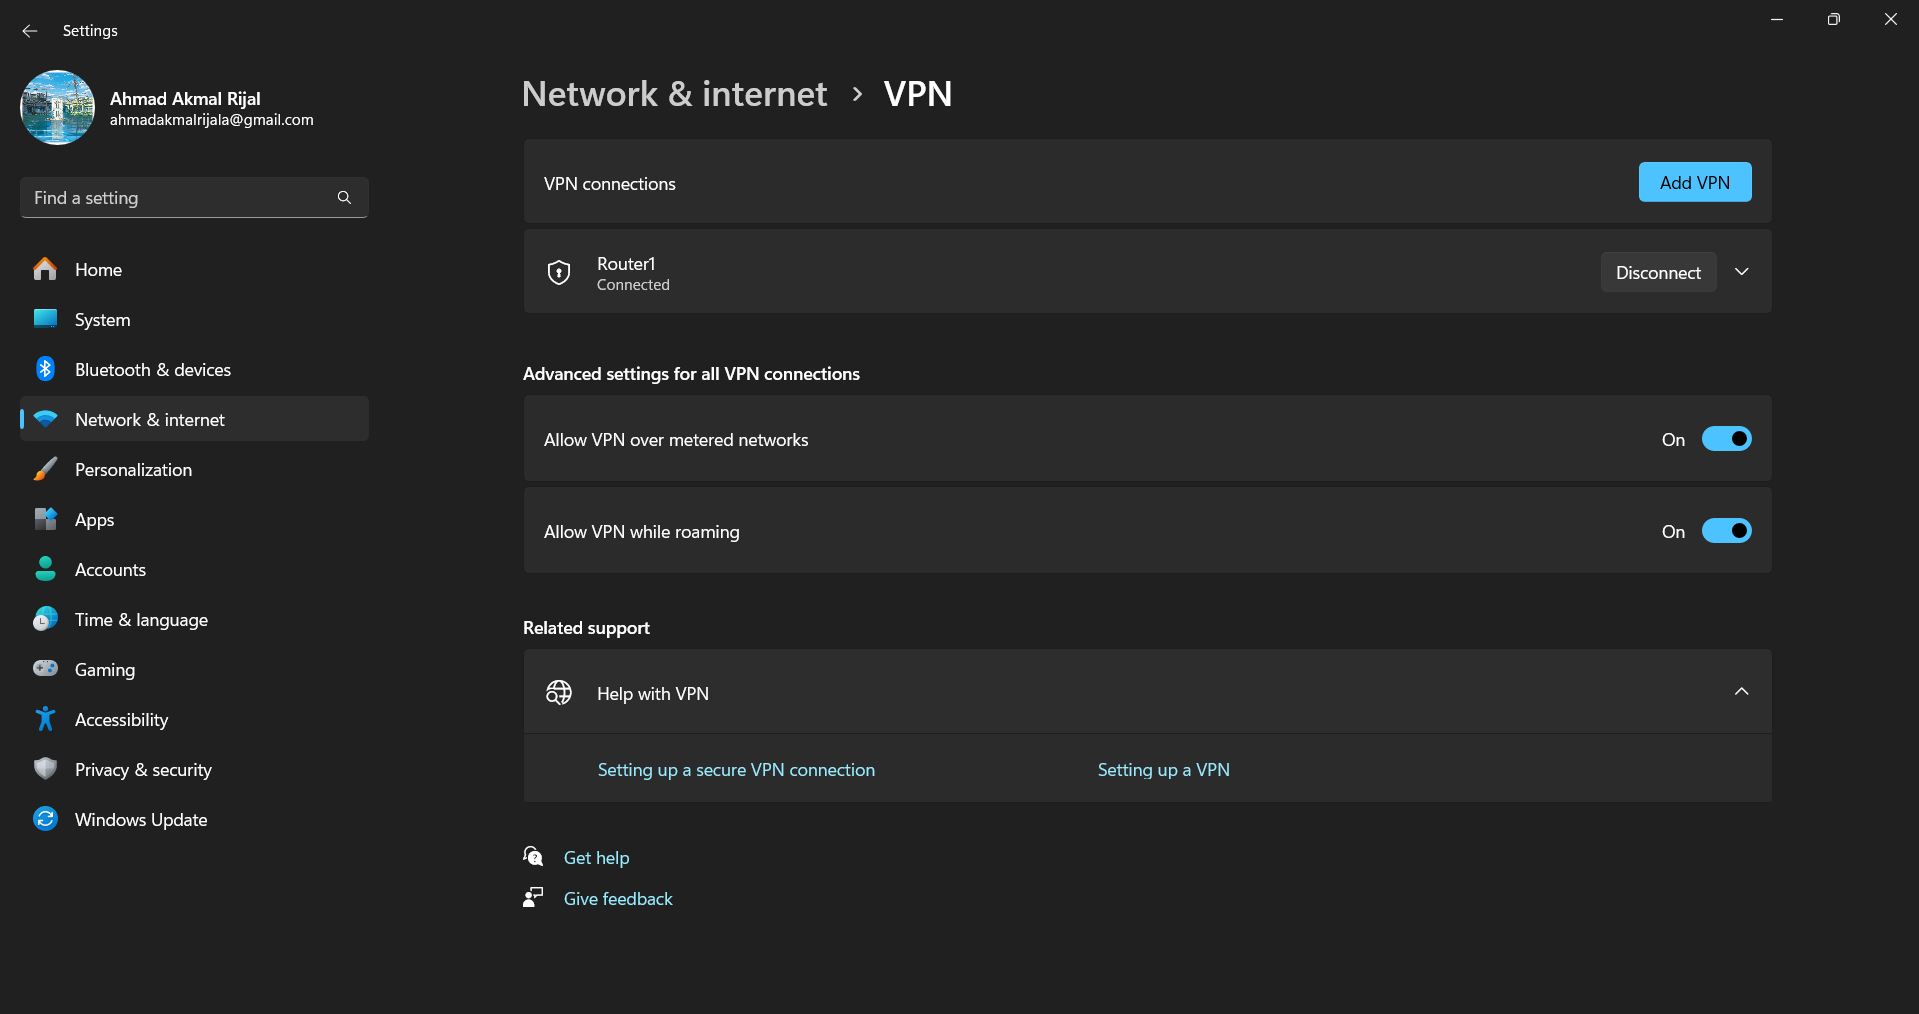 Settings
Ahmad Akmal Rijal
ahmadakmalrijala@gmail.com
Find a setting
Home
System
Bluetooth & devices
Network & internet
Personalization
Apps
Accounts
Time & language
Gaming
Accessibility
Privacy & security
Windows Update
Network & internet › VPN
VPN connections
Add VPN
Router1
Connected
Disconnect
Advanced settings for all VPN connections
Allow VPN over metered networks
On
Allow VPN while roaming
On
Related support
Help with VPN
Setting up a secure VPN connection
Setting up a VPN
Get help
Give feedback